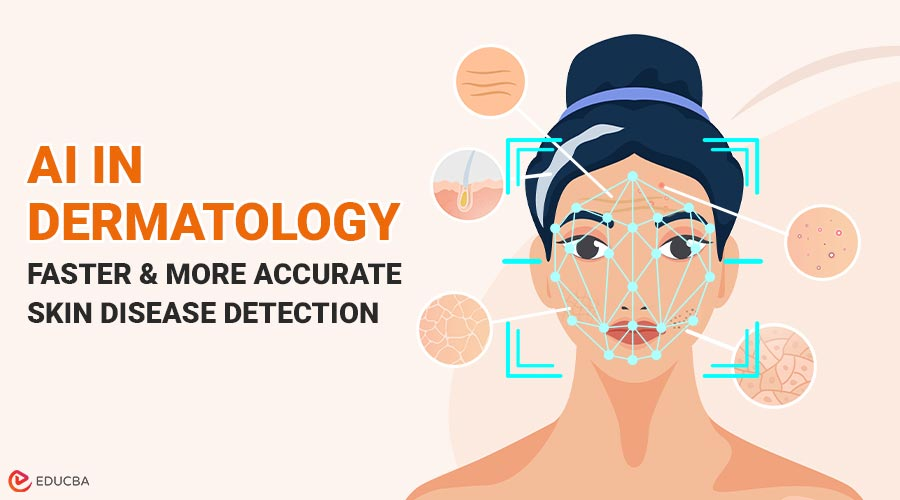 AI IN
DERMATOLOGY
FASTER & MORE ACCURATE
SKIN DISEASE DETECTION
EDUCBA